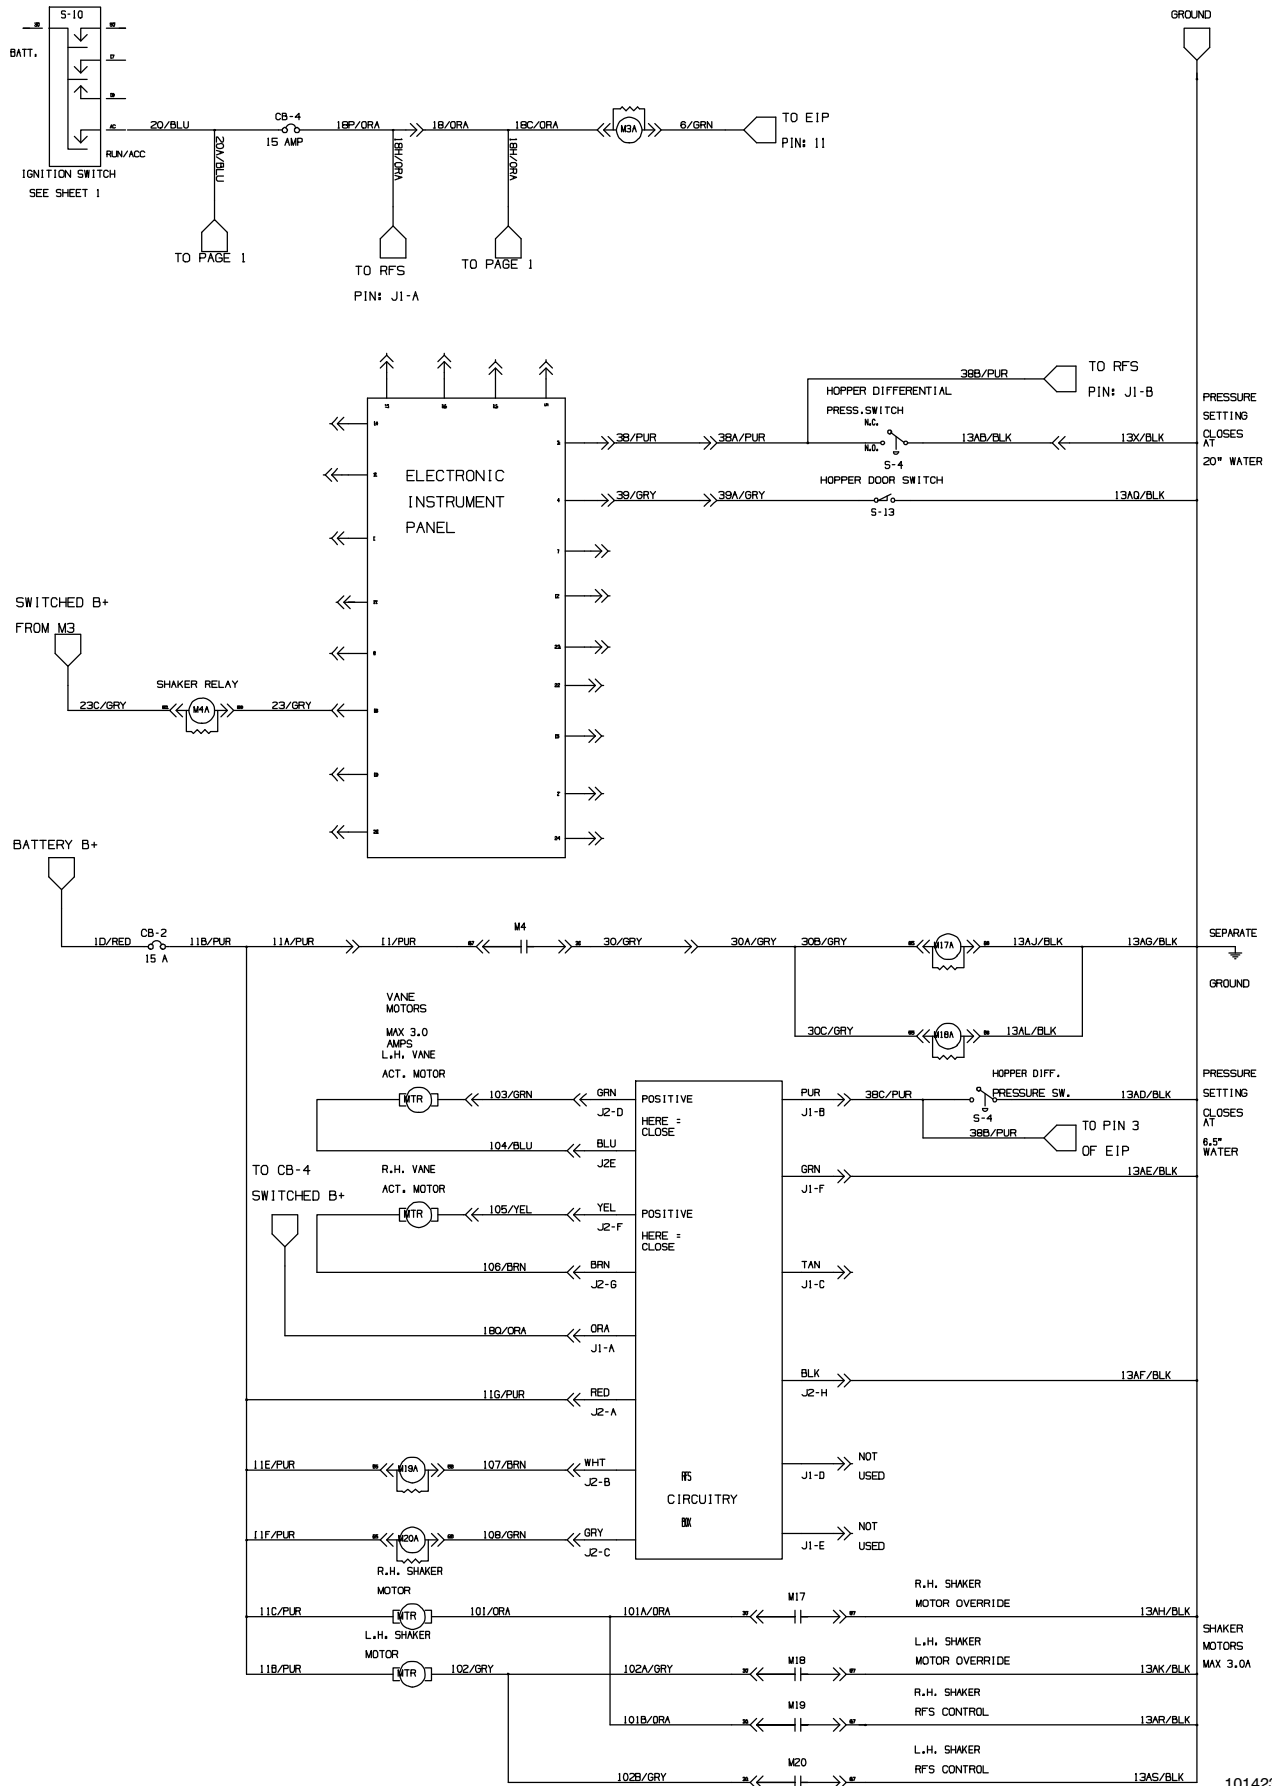 S-10
GROUND
30
BATT.
17
AC
20/BLU
CB-4
15 AMP
18P/ORA
18/ORA
18C/ORA
M3A
6/GRN
TO EIP
PIN: 11
RUN/ACC
20A/BLU
18H/ORA
18H/ORA
IGNITION SWITCH
SEE SHEET 1
TO PAGE 1
TO RFS
PIN: J1-A
TO PAGE 1
38B/PUR
TO RFS
PIN: J1-B
HOPPER DIFFERENTIAL
PRESS.SWITCH
N.C.
N.O.
S-4
PRESSURE
SETTING
CLOSES
AT
20" WATER
38/PUR
38A/PUR
13AB/BLK
13X/BLK
3
ELECTRONIC
INSTRUMENT
PANEL
HOPPER DOOR SWITCH
4
39/GRY
39A/GRY
S-13
13AQ/BLK
7
12
23
22
2
24
SWITCHED B+
FROM M3
SHAKER RELAY
23C/GRY
M4A
23/GRY
BATTERY B+
1D/RED
CB-2
15 A
11B/PUR
11A/PUR
11/PUR
87
M4
30/GRY
30A/GRY
30B/GRY
M17A
13AJ/BLK
13AG/BLK
SEPARATE
GROUND
30C/GRY
M18A
13AL/BLK
VANE
MOTORS
MAX 3.0
AMPS
L.H. VANE
ACT. MOTOR
MTR
103/GRN
GRN
J2-D
POSITIVE
HERE =
CLOSE
PUR
J1-B
38C/PUR
HOPPER DIFF.
PRESSURE SW.
S-4
13AD/BLK
PRESSURE
SETTING
CLOSES
AT
6.5"
WATER
38B/PUR
TO PIN 3
OF EIP
104/BLU
BLU
J2E
TO CB-4
SWITCHED B+
R.H. VANE
ACT. MOTOR
MTR
105/YEL
YEL
J2-F
POSITIVE
HERE =
CLOSE
GRN
J1-F
13AE/BLK
106/BRN
BRN
J2-G
TAN
J1-C
18Q/ORA
ORA
J1-A
11G/PUR
RED
J2-A
BLK
J2-H
13AF/BLK
11E/PUR
M19A
107/BRN
WHT
J2-B
RFS
CIRCUITRY
BOX
J1-D
NOT
USED
11F/PUR
M20A
108/GRN
GRY
J2-C
J1-E
NOT
USED
R.H. SHAKER
MOTOR
11C/PUR
MTR
101/ORA
101A/ORA
M17
R.H. SHAKER
MOTOR OVERRIDE
13AH/BLK
SHAKER
MOTORS
MAX 3.0A
L.H. SHAKER
MOTOR
11B/PUR
MTR
102/GRY
102A/GRY
M18
L.H. SHAKER
MOTOR OVERRIDE
13AK/BLK
101B/ORA
M19
R.H. SHAKER
RFS CONTROL
13AR/BLK
102B/GRY
M20
L.H. SHAKER
RFS CONTROL
13AS/BLK